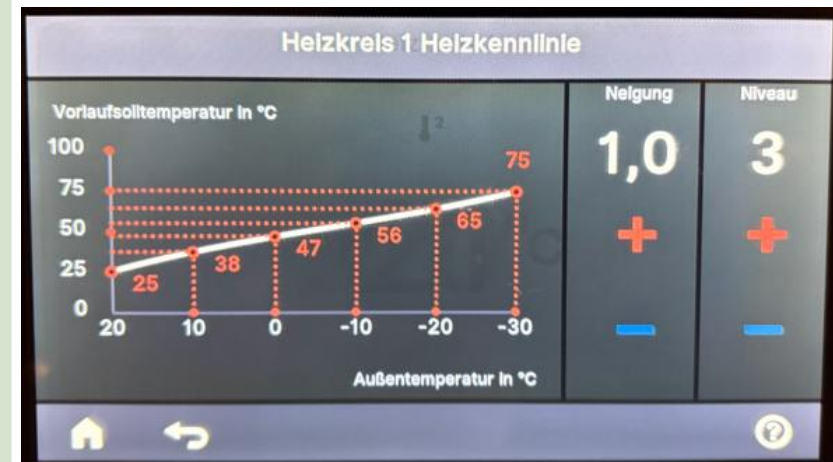 Heizkreis 1 Heizkennlinie
Vorlaufsolltemperatur in °C
Neigung
Niveau
1,0
3
100
75
50
25
0
25
38
47
56
65
75
20 10 0 -10 -20 -30
Außentemperatur in °C